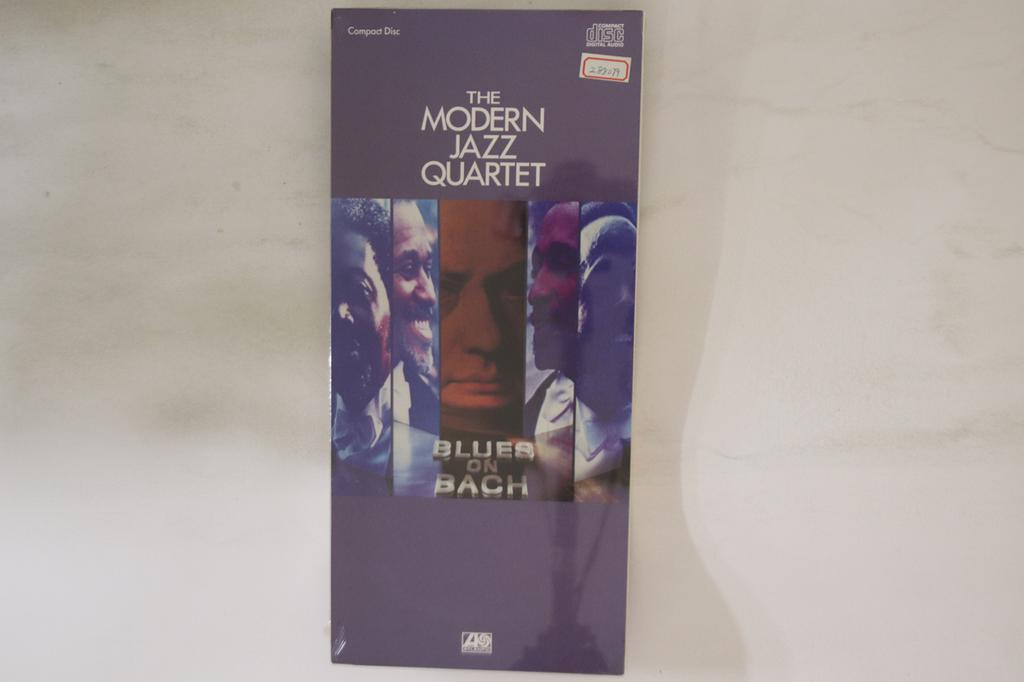 Compact Disc
COMPACT
disc
DIGITAL AUDIO
THE
MODERN
JAZZ
QUARTET
BLUES
ON
BACH